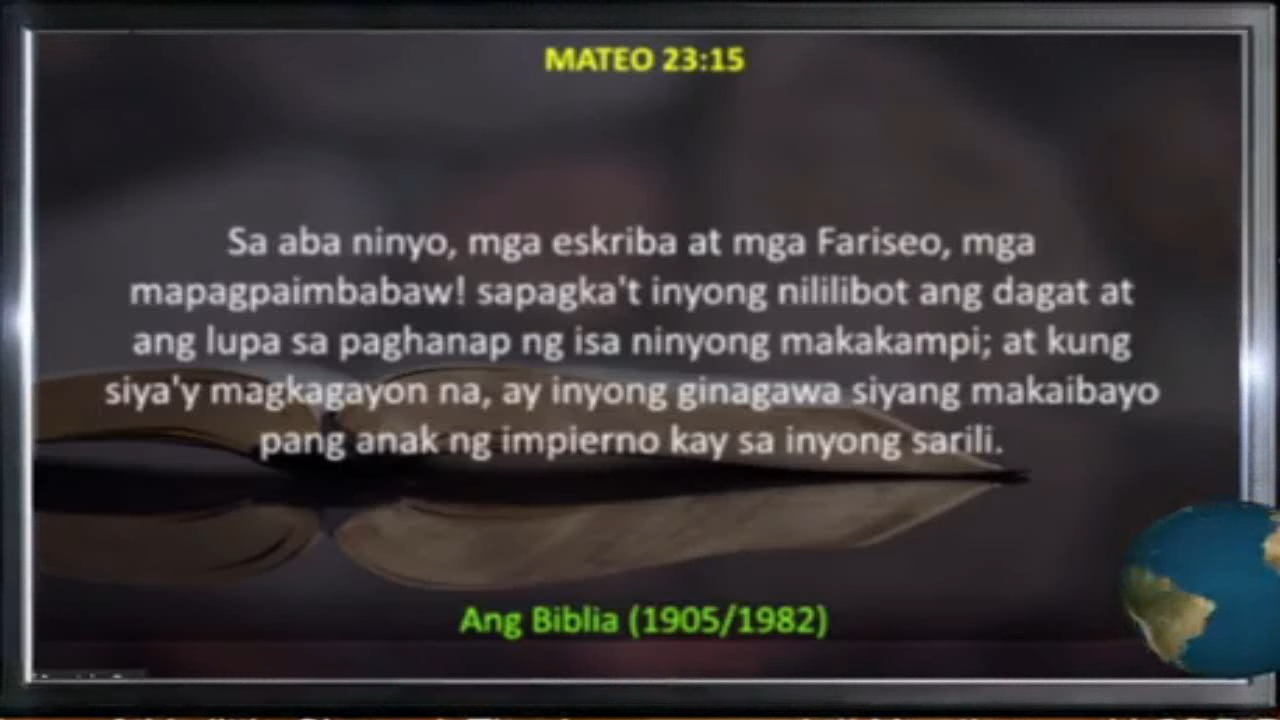 MATEO 23:15
Sa aba ninyo, mga eskriba at mga Fariseo, mga
mapagpaimbabaw! sapagka't inyong nililibot ang dagat at
ang lupa sa paghanap ng isa ninyong makakampi; at kung
siya'y magkagayon na, ay inyong ginagawa siyang makaibayo
pang anak ng impierno kay sa inyong sarili.
Ang Biblia (1905/1982)